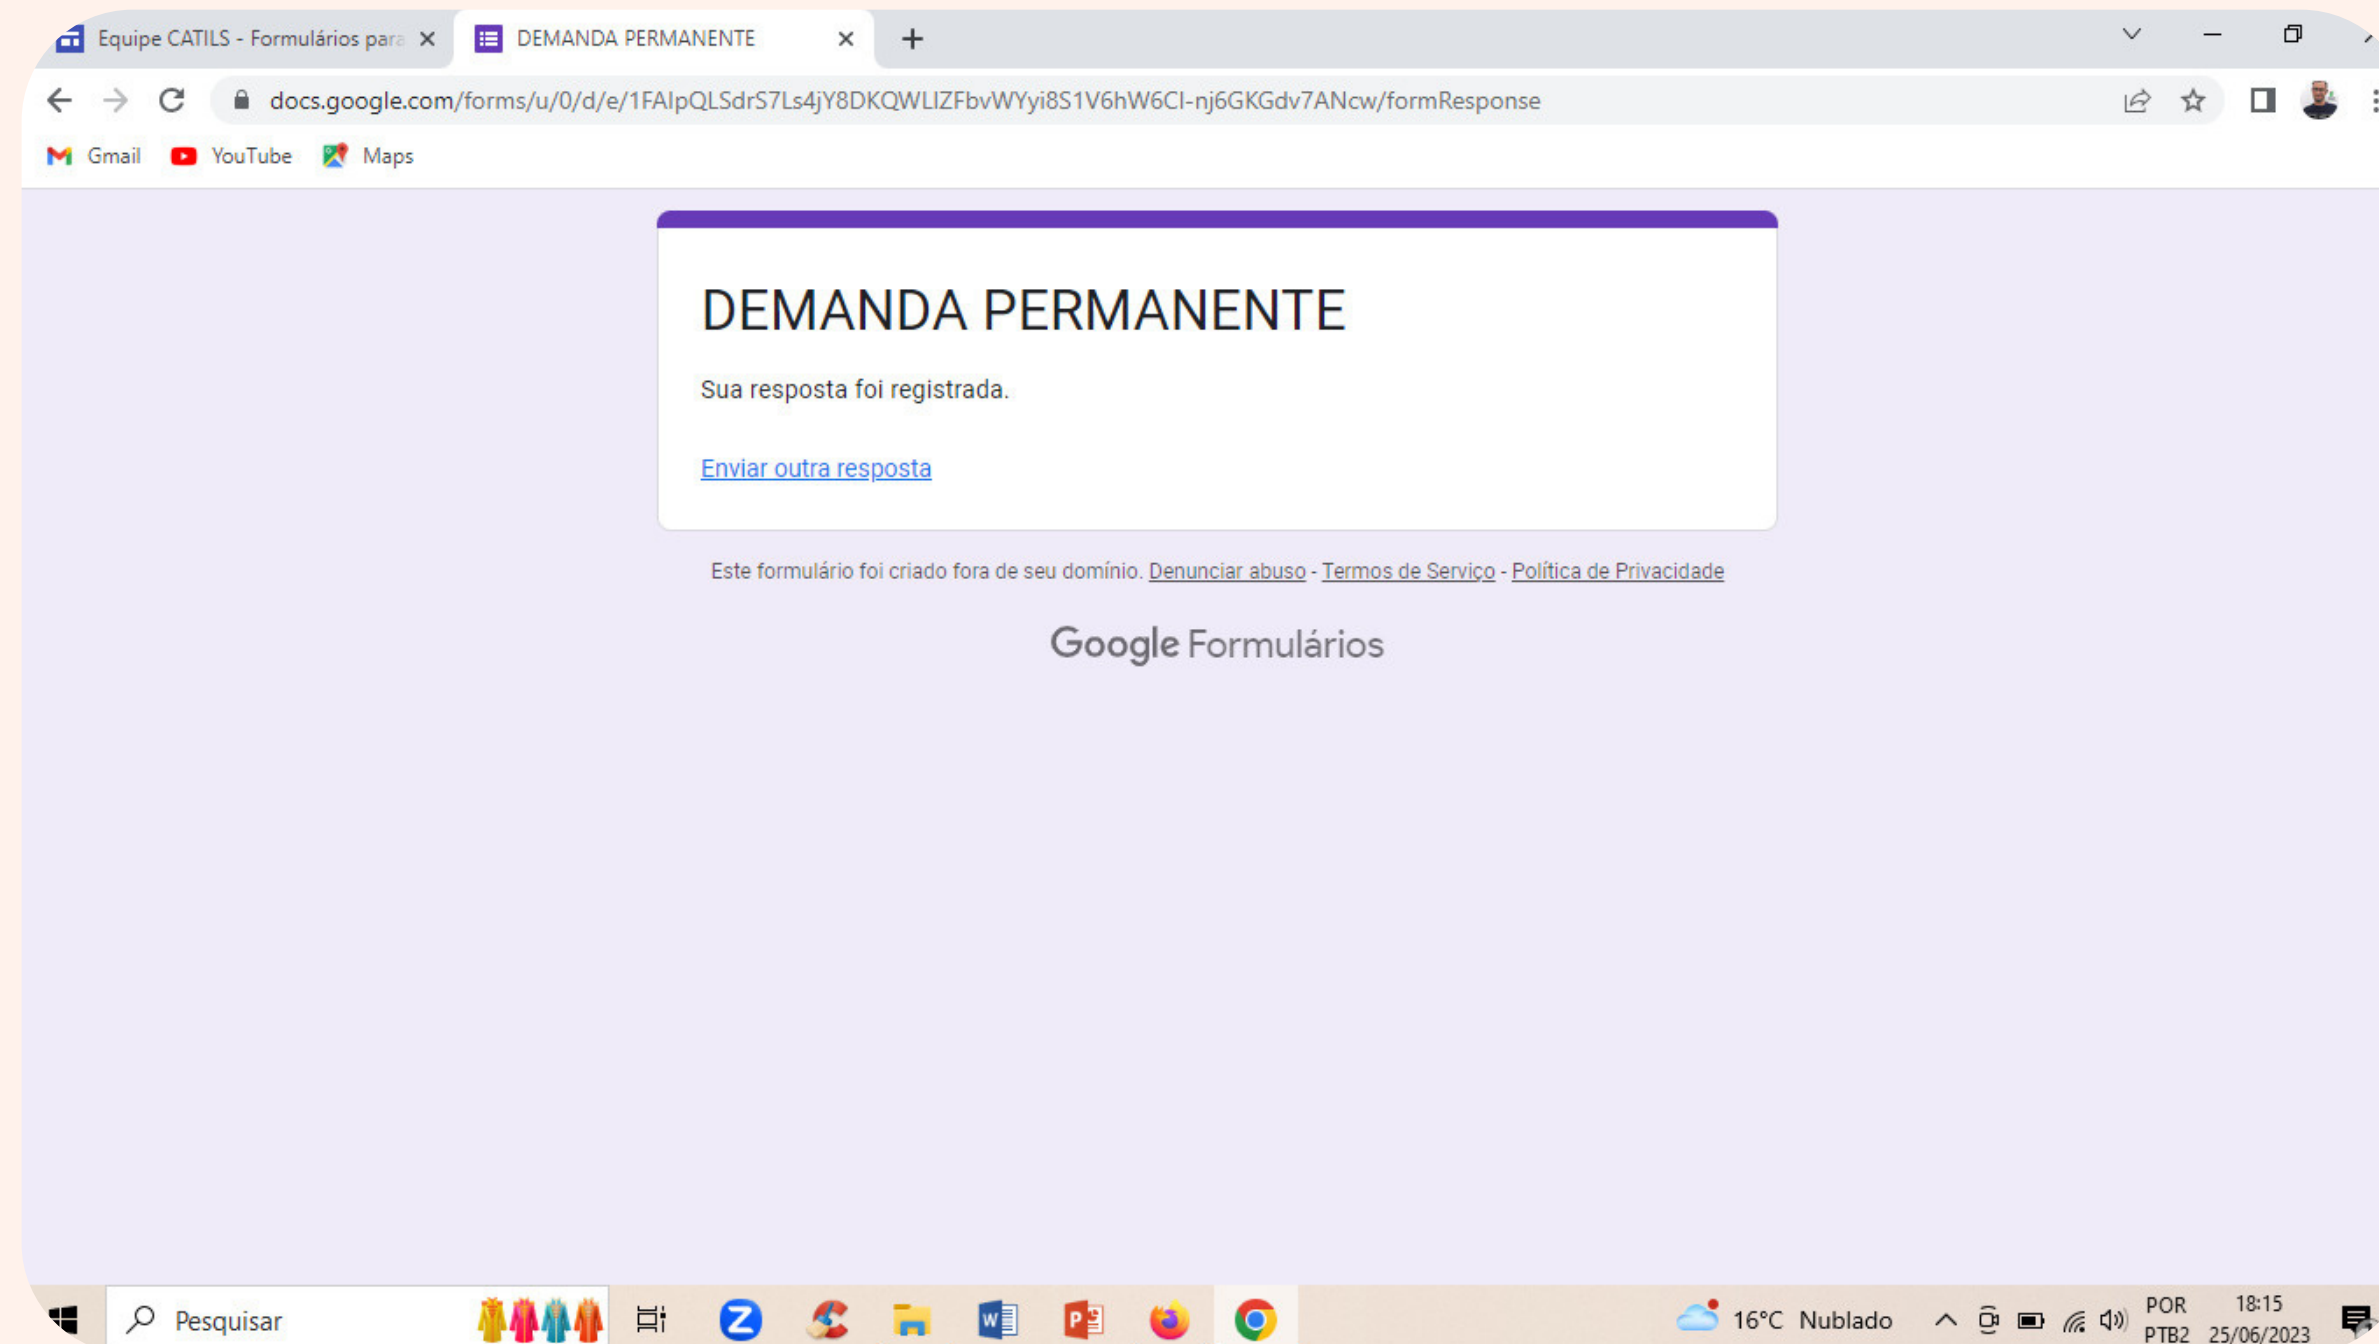 Equipe CATILS - Formulários para
DEMANDA PERMANENTE
docs.google.com/forms/u/0/d/e/1FAIpQLSdrS7Ls4jY8DKQWLIZFbvWYyi8S1V6hW6CI-nj6GKGdv7ANcw/formResponse
Gmail YouTube Maps
DEMANDA PERMANENTE
Sua resposta foi registrada.
Enviar outra resposta
Este formulário foi criado fora de seu domínio. Denunciar abuso - Termos de Serviço - Política de Privacidade
Google Formulários
Pesquisar
16°C Nublado
POR 18:15
PTB2 25/06/2023